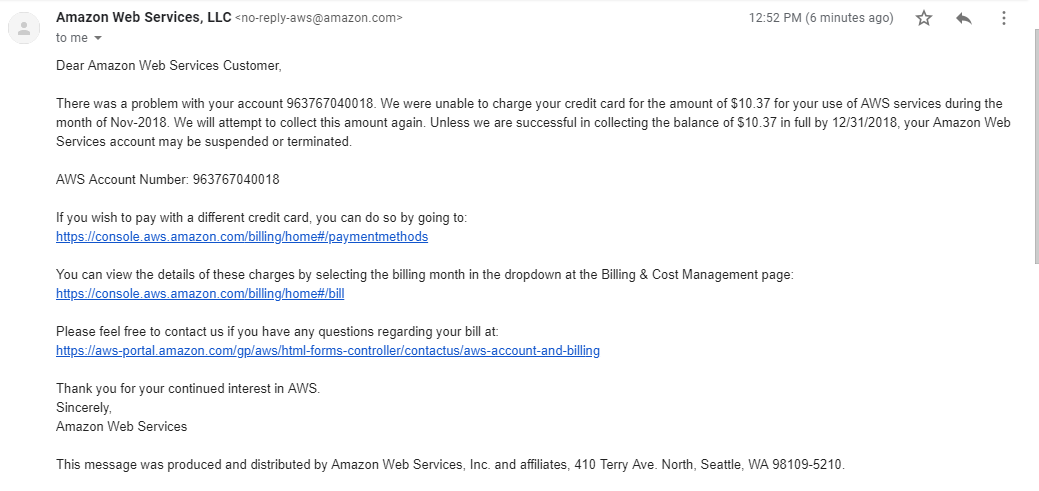 Amazon Web Services, LLC <no-reply-aws@amazon.com> 12:52 PM (6 minutes ago)
to me
Dear Amazon Web Services Customer,
There was a problem with your account 963767040018. We were unable to charge your credit card for the amount of $10.37 for your use of AWS services during the
month of Nov-2018. We will attempt to collect this amount again. Unless we are successful in collecting the balance of $10.37 in full by 12/31/2018, your Amazon Web
Services account may be suspended or terminated.
AWS Account Number: 963767040018
If you wish to pay with a different credit card, you can do so by going to:
https://console.aws.amazon.com/billing/home#/paymentmethods
You can view the details of these charges by selecting the billing month in the dropdown at the Billing & Cost Management page:
https://console.aws.amazon.com/billing/home#/bill
Please feel free to contact us if you have any questions regarding your bill at:
https://aws-portal.amazon.com/gp/aws/html-forms-controller/contactus/aws-account-and-billing
Thank you for your continued interest in AWS.
Sincerely,
Amazon Web Services
This message was produced and distributed by Amazon Web Services, Inc. and affiliates, 410 Terry Ave. North, Seattle, WA 98109-5210.